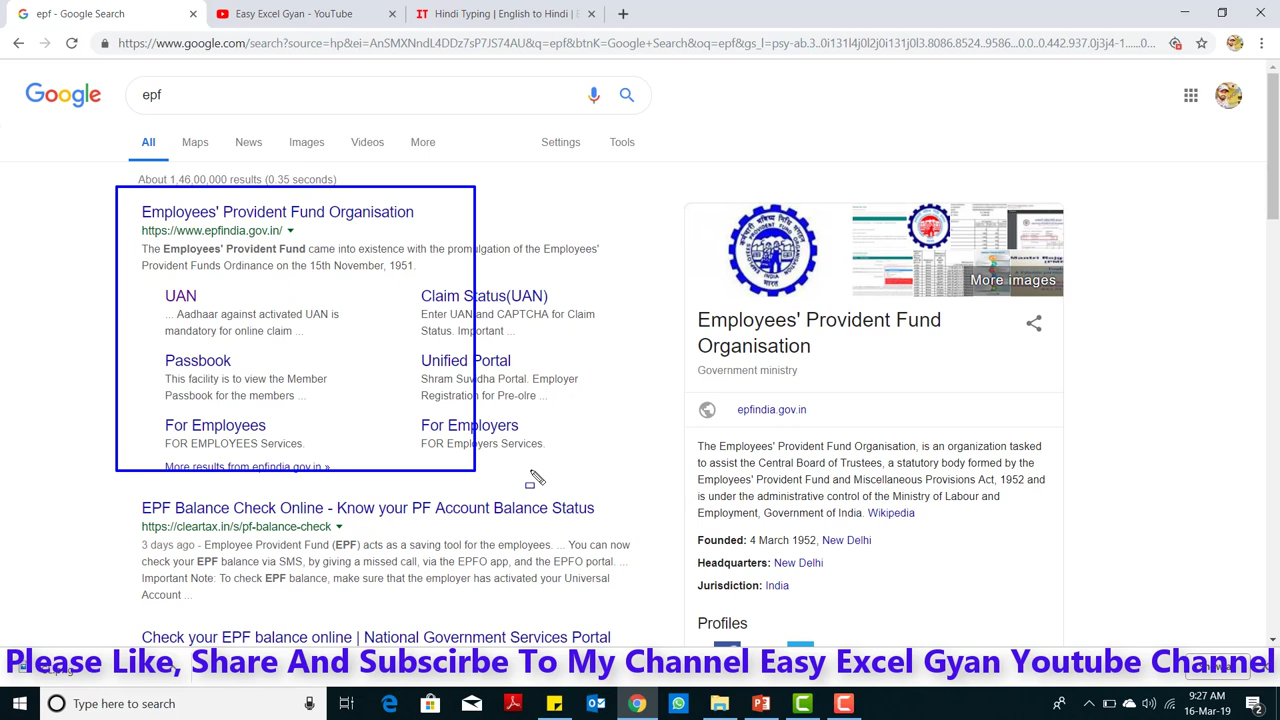 epf - Google Search
Easy Excel Gyan - YouTube
Hindi Typing | English to Hindi |
https://www.google.com/search?source=hp&ei=AnSMXNndL4DDz7sP7JS74AU&q=epf&btnK=Google+Search&oq=epf&gs_l=psy-ab.3..0i131l4j0l2j0i131j0l3.8086.8524..9586...0.0..0.442.937.0j3j4-1......0...
Google
epf
All Maps News Images Videos More Settings Tools
About 1,46,00,000 results (0.35 seconds)
Employees' Provident Fund Organisation
https://www.epfindia.gov.in/
The Employees' Provident Fund came into existence with the promulgation of the Employees'
Provident Funds Ordinance on the 15th November, 1951
UAN
... Aadhaar against activated UAN is
mandatory for online claim ...
Claim Status(UAN)
Enter UAN and CAPTCHA for Claim
Status. Important ...
Passbook
This facility is to view the Member
Passbook for the members ...
Unified Portal
Shram Suvidha Portal. Employer
Registration for Pre-olre ...
For Employees
FOR EMPLOYEES Services.
For Employers
FOR Employers Services.
More results from epfindia.gov.in »
EPF Balance Check Online - Know your PF Account Balance Status
https://cleartax.in/s/pf-balance-check
3 days ago - Employee Provident Fund (EPF) acts as a saving tool for the employees. ... You can now
check your EPF balance via SMS, by giving a missed call, via the EPFO app, and the EPFO portal. ...
Important Note: To check EPF balance, make sure that the employer has activated your Universal
Account ...
Check your EPF balance online | National Government Services Portal
More images
Employees' Provident Fund
Organisation
Government ministry
epfindia.gov.in
The Employees' Provident Fund Organisation, is an organization tasked
to assist the Central Board of Trustees, a statutory body formed by the
Employees' Provident Fund and Miscellaneous Provisions Act, 1952 and
is under the administrative control of the Ministry of Labour and
Employment, Government of India. Wikipedia
Founded: 4 March 1952, New Delhi
Headquarters: New Delhi
Jurisdiction: India
Profiles
Please Like, Share And Subscirbe To My Channel Easy Excel Gyan Youtube Channel
Type here to search
9:27 AM
16-Mar-19
2